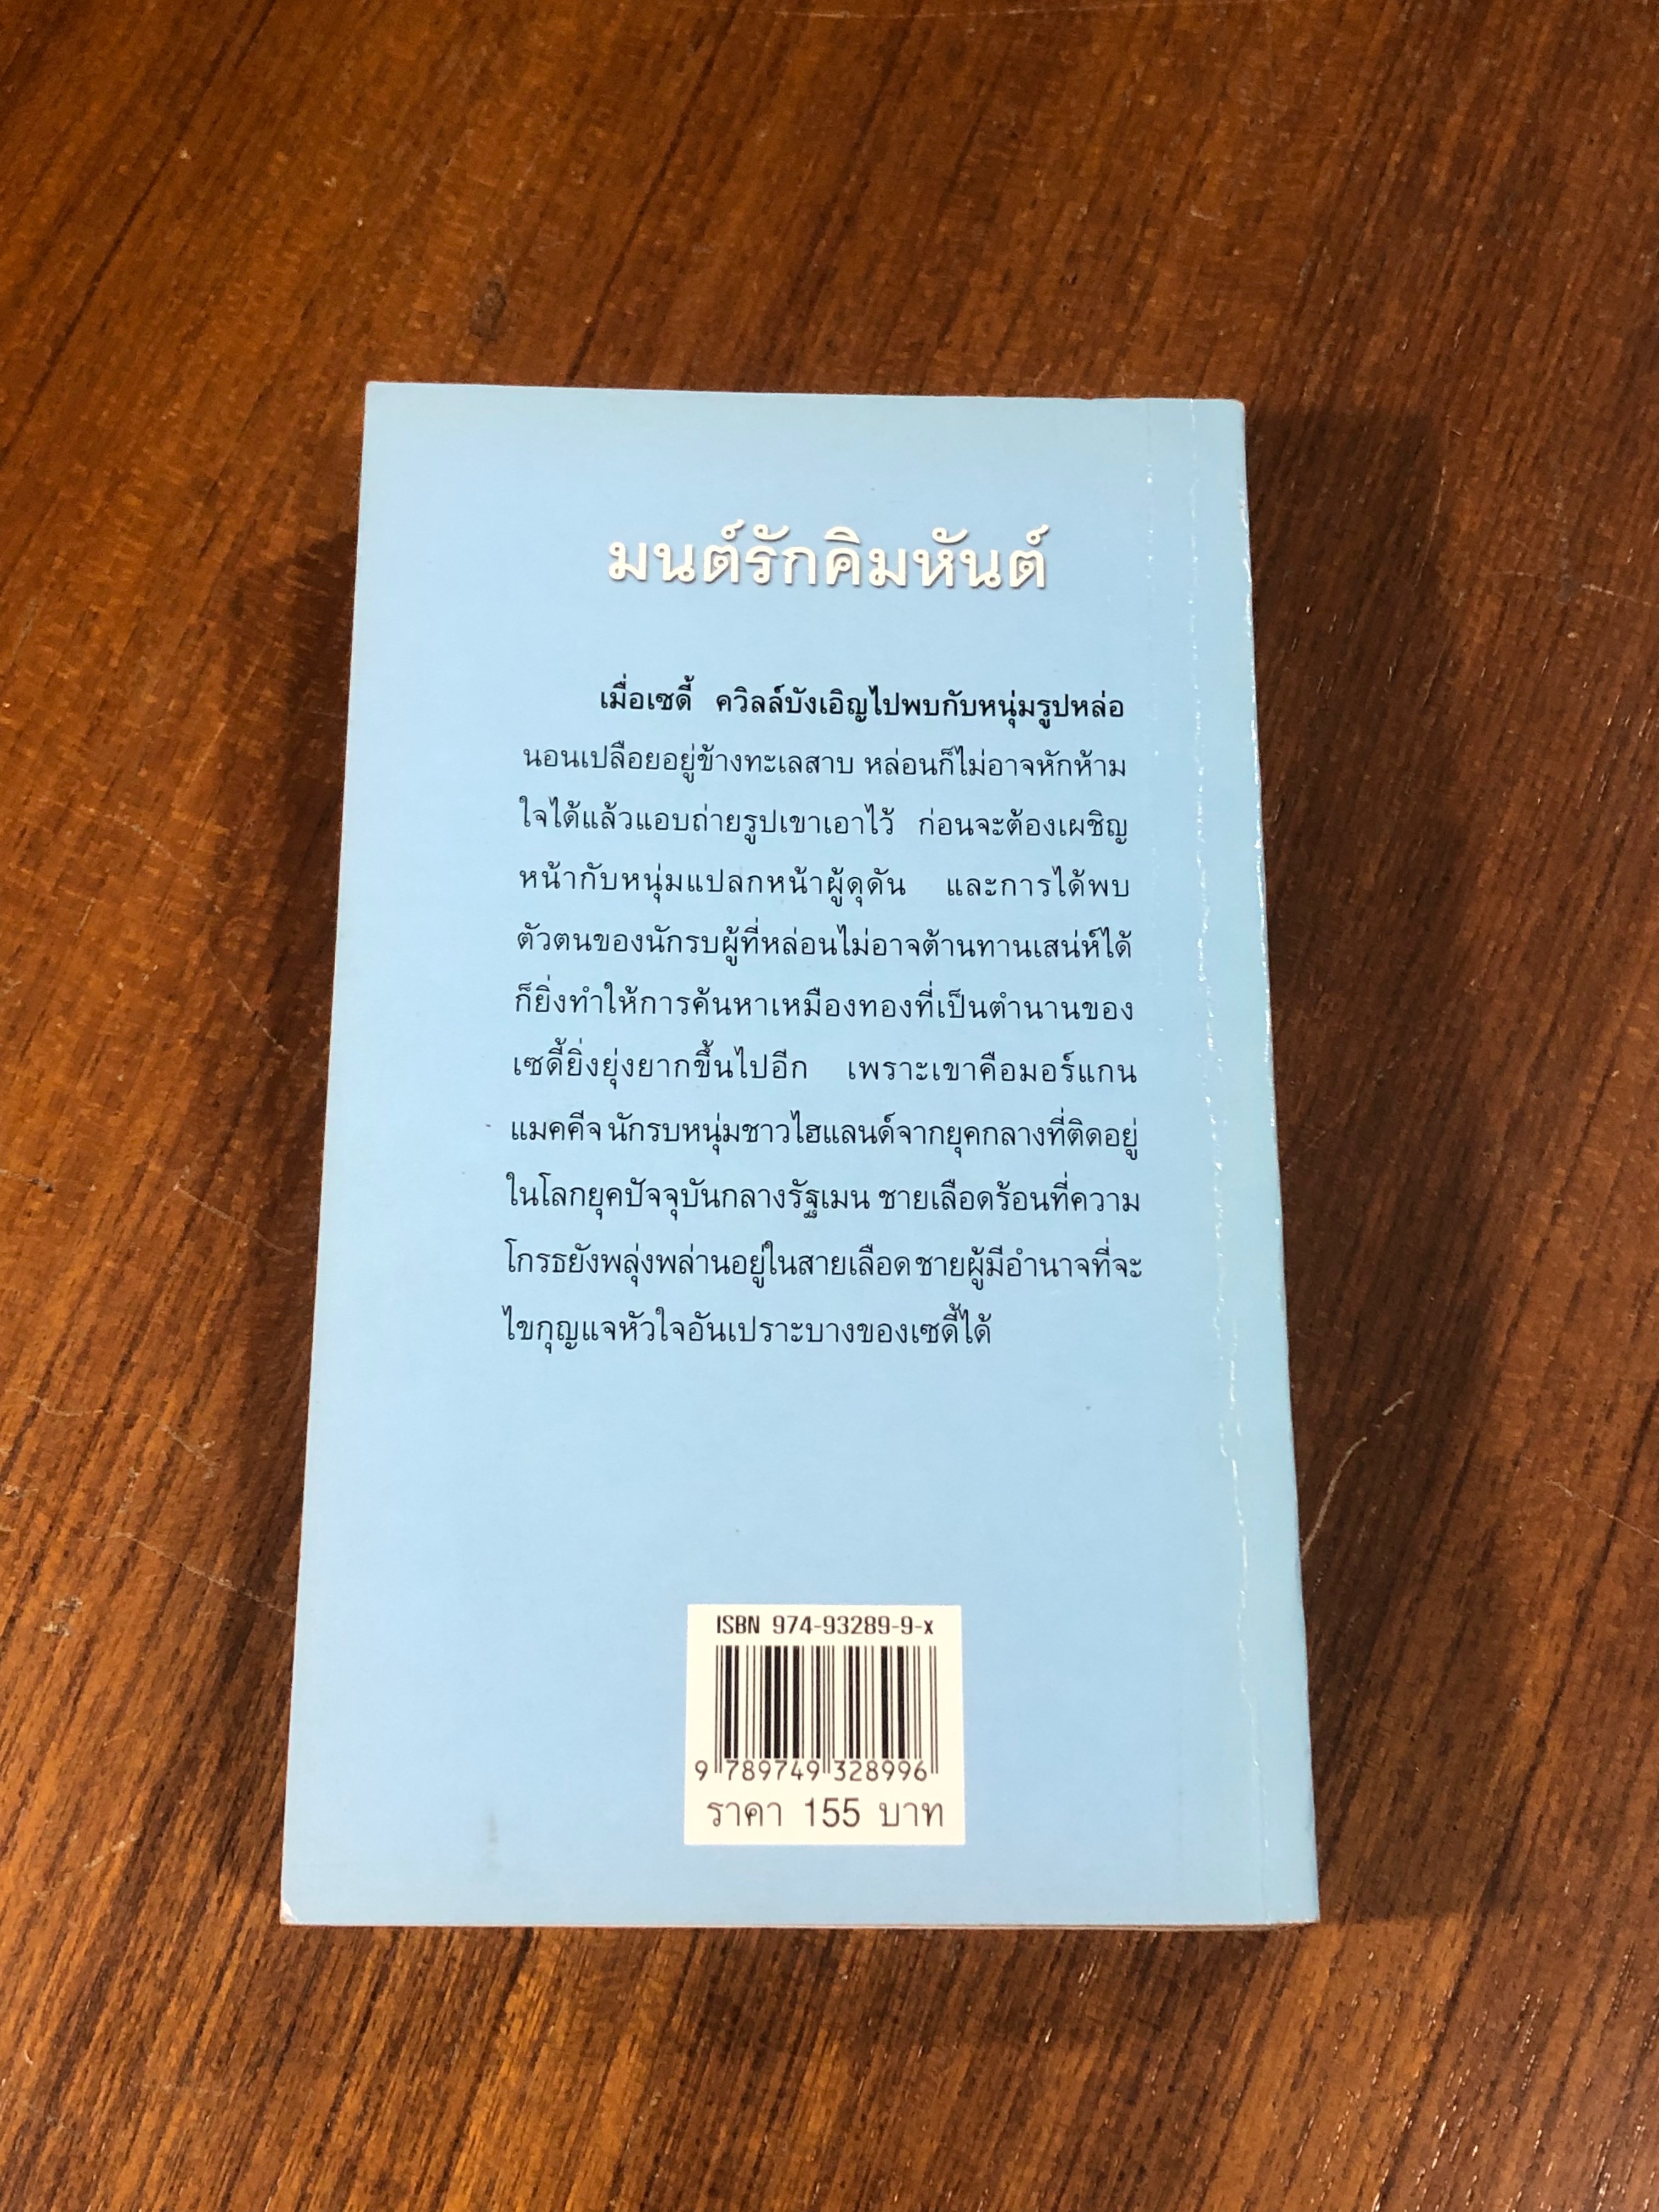 มนต์รักคิมหันต์
เมื่อเซดี้ ควิลล์บังเอิญไปพบกับหนุ่มรูปหล่อ
นอนเปลือยอยู่ข้างทะเลสาบ หล่อนก็ไม่อาจหักห้าม
ใจได้แล้วแอบถ่ายรูปเขาเอาไว้ ก่อนจะต้องเผชิญ
หน้ากับหนุ่มแปลกหน้าผู้ดุดัน และการได้พบ
ตัวตนของนักรบผู้ที่หล่อนไม่อาจต้านทานเสน่ห์ได้
ก็ยิ่งทำให้การค้นหาเหมืองทองที่เป็นตำนานของ
เซดี้ยิ่งยุ่งยากขึ้นไปอีก เพราะเขาคือมอร์แกน
แมคคีจ นักรบหนุ่มชาวไฮแลนด์จากยุคกลางที่ติดอยู่
ในโลกยุคปัจจุบันกลางรัฐเมน ชายเลือดร้อนที่ความ
โกรธยังพลุ่งพล่านอยู่ในสายเลือด ชายผู้มีอำนาจที่จะ
ไขกุญแจหัวใจอันเปราะบางของเซดี้ได้
ISBN 974-93289-9-x
9 789749 328996
ราคา 155 บาท